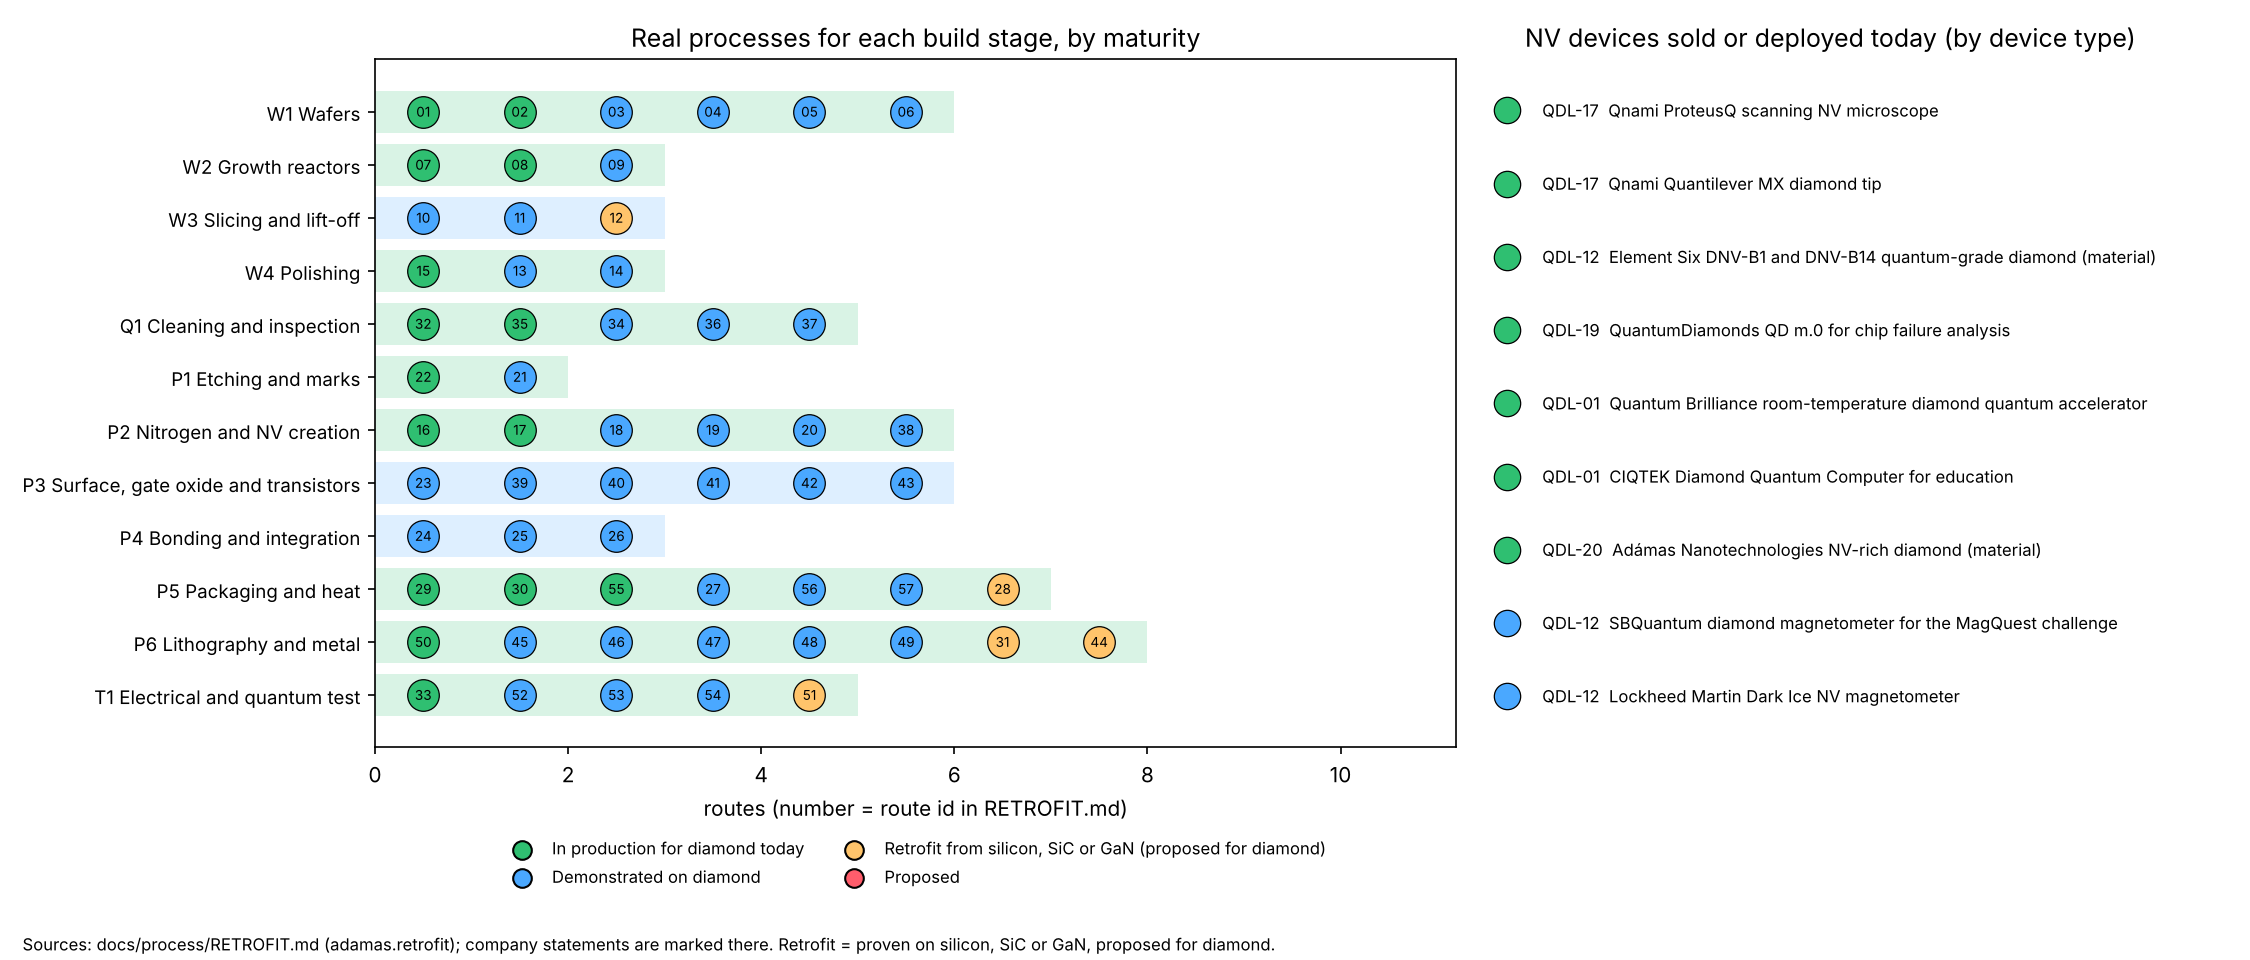 Real processes for each build stage, by maturity
W1 Wafers 01 02 03 04 05 06
W2 Growth reactors 07 08 09
W3 Slicing and lift-off 10 11 12
W4 Polishing 15 13 14
Q1 Cleaning and inspection 32 35 34 36 37
P1 Etching and marks 22 21
P2 Nitrogen and NV creation 16 17 18 19 20 38
P3 Surface, gate oxide and transistors 23 39 40 41 42 43
P4 Bonding and integration 24 25 26
P5 Packaging and heat 29 30 55 27 56 57 28
P6 Lithography and metal 50 45 46 47 48 49 31 44
T1 Electrical and quantum test 33 52 53 54 51
0 2 4 6 8 10
routes (number = route id in RETROFIT.md)
In production for diamond today
Demonstrated on diamond
Retrofit from silicon, SiC or GaN (proposed for diamond)
Proposed
NV devices sold or deployed today (by device type)
QDL-17 Qnami ProteusQ scanning NV microscope
QDL-17 Qnami Quantilever MX diamond tip
QDL-12 Element Six DNV-B1 and DNV-B14 quantum-grade diamond (material)
QDL-19 QuantumDiamonds QD m.0 for chip failure analysis
QDL-01 Quantum Brilliance room-temperature diamond quantum accelerator
QDL-01 CIQTEK Diamond Quantum Computer for education
QDL-20 Adámas Nanotechnologies NV-rich diamond (material)
QDL-12 SBQuantum diamond magnetometer for the MagQuest challenge
QDL-12 Lockheed Martin Dark Ice NV magnetometer
Sources: docs/process/RETROFIT.md (adamas.retrofit); company statements are marked there. Retrofit = proven on silicon, SiC or GaN, proposed for diamond.